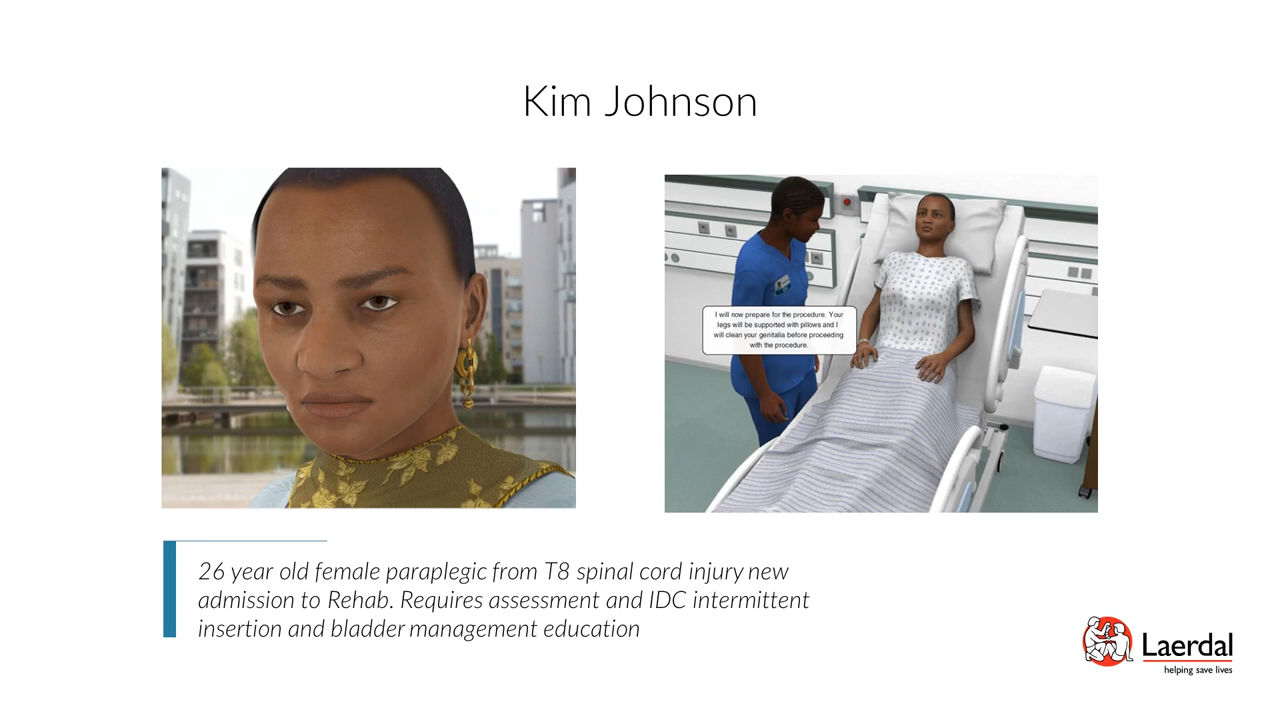 Kim Johnson
I will now prepare for the procedure. Your
legs will be supported with pillows and I
will clean your genitalia before proceeding
with the procedure.
26 year old female paraplegic from T8 spinal cord injury new
admission to Rehab. Requires assessment and IDC intermittent
insertion and bladder management education
Laerdal
helping save lives